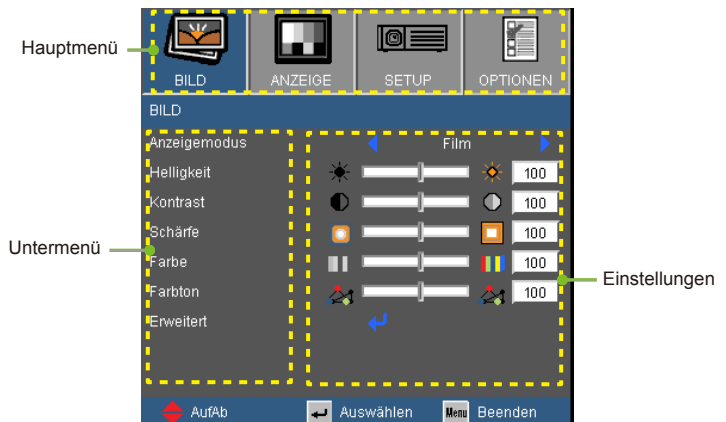 Hauptmenü
BILD ANZEIGE SETUP OPTIONEN
BILD
Anzeigemodus Film
Helligkeit 100
Kontrast 100
Schärfe 100
Untermenü
Farbe 100
Einstellungen
Farbton 100
Erweitert
AufAb Auswählen Menu Beenden